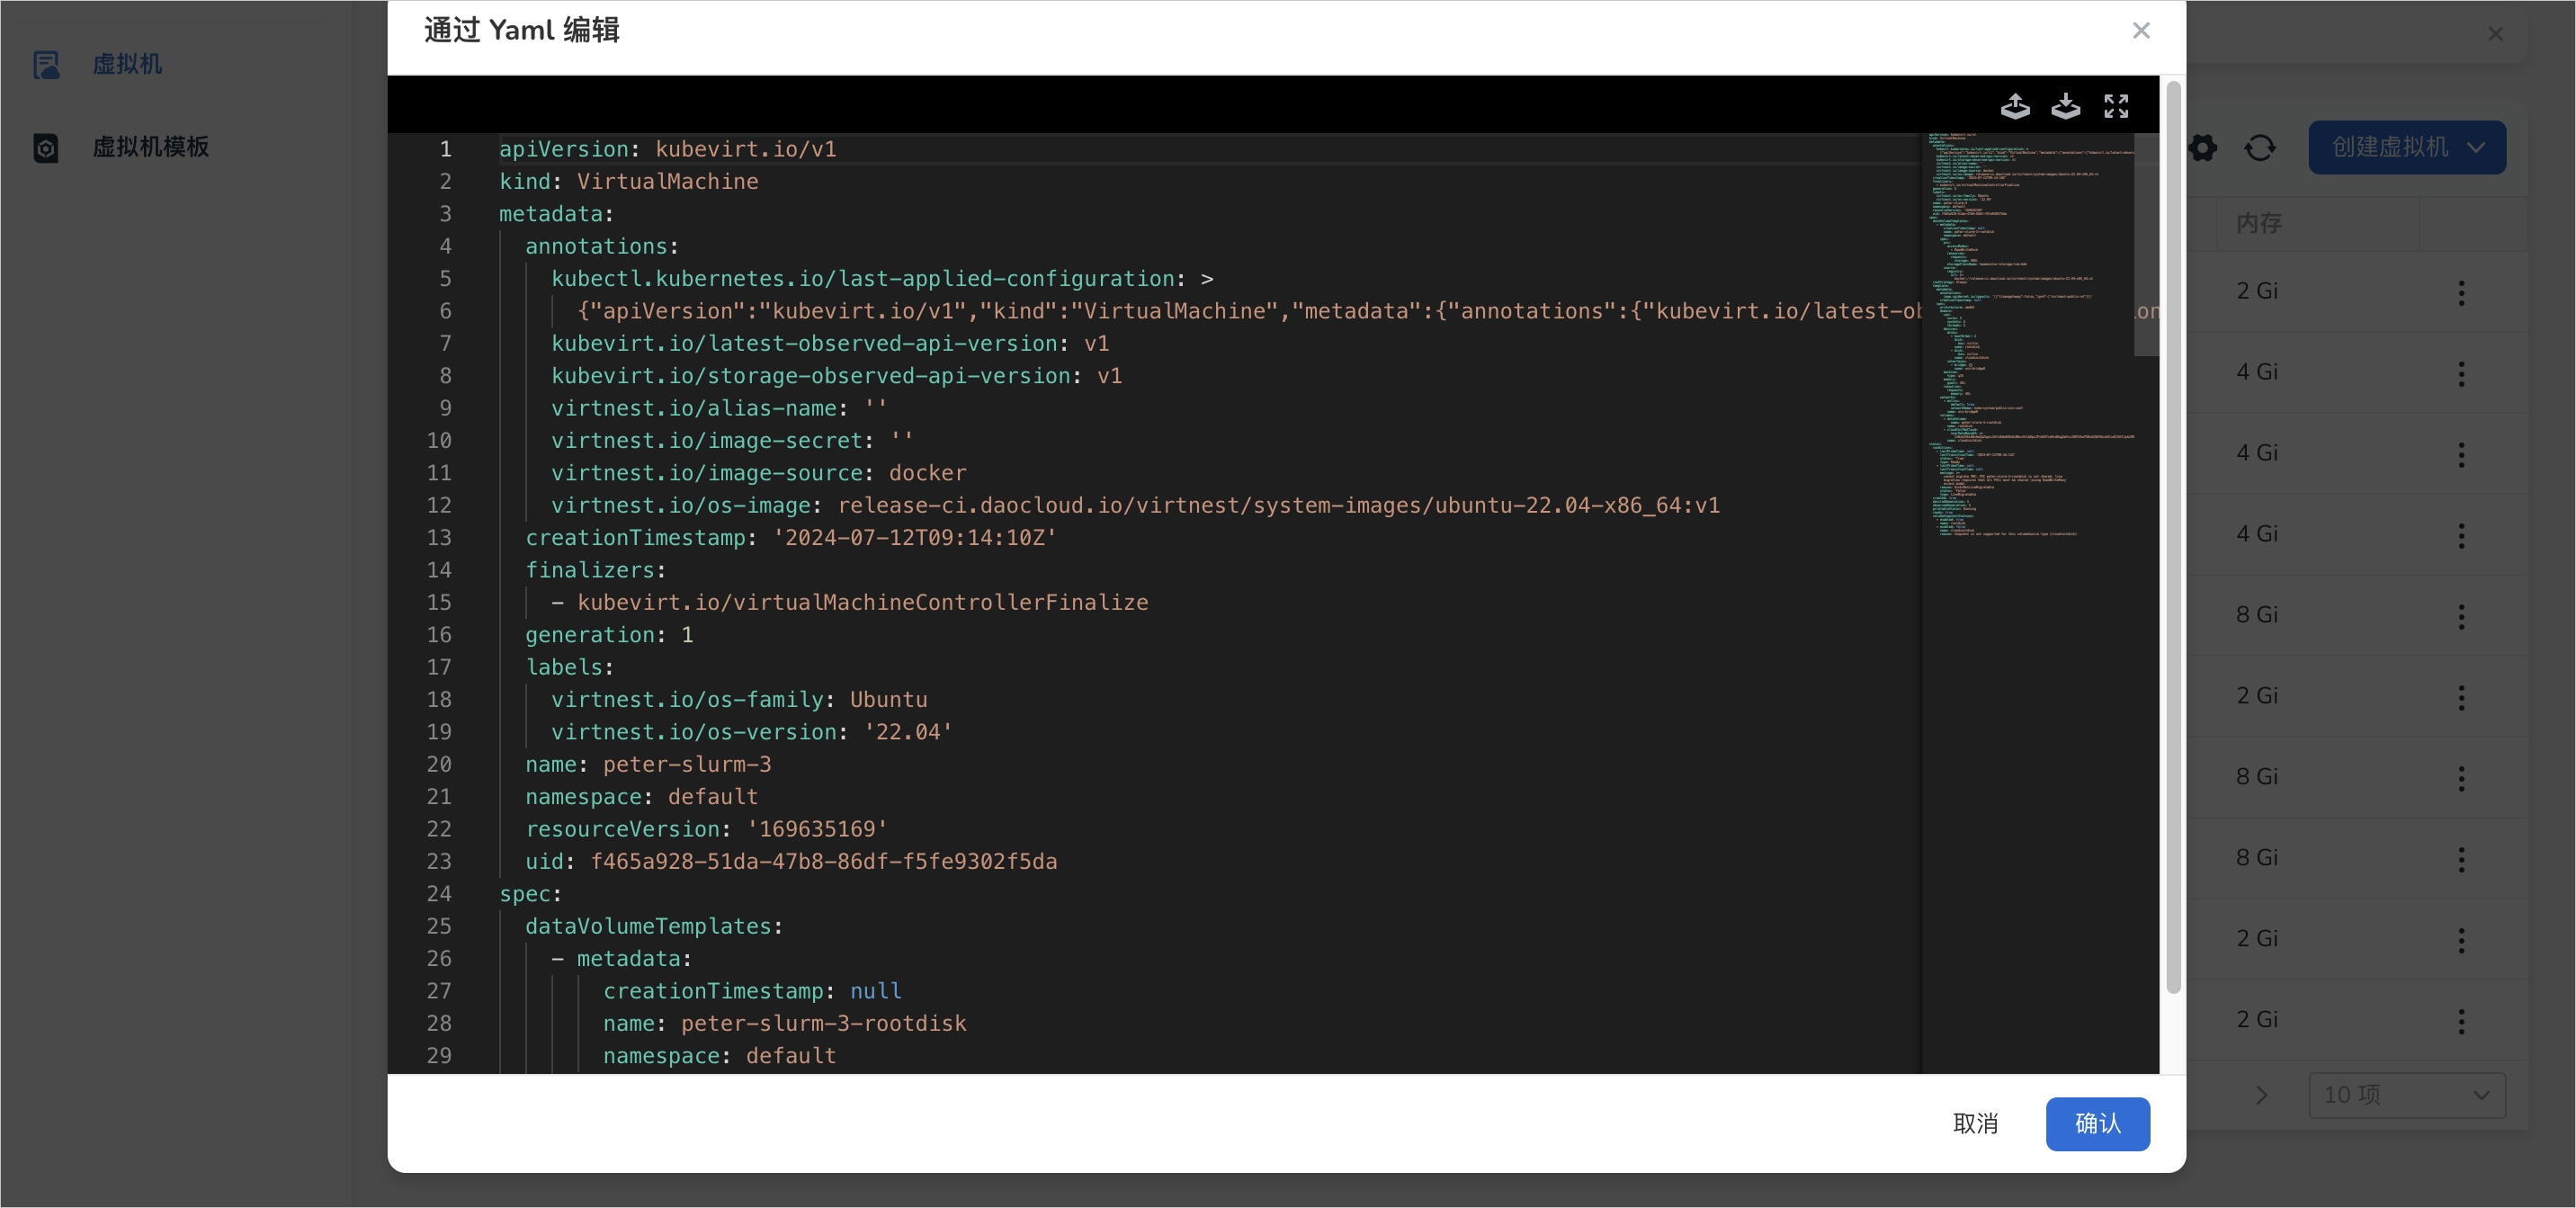 通过 Yaml 编辑
虚拟机
虚拟机模板
创建虚拟机
内存
2 Gi
4 Gi
4 Gi
4 Gi
8 Gi
2 Gi
8 Gi
8 Gi
2 Gi
2 Gi
10 项
1 apiVersion: kubevirt.io/v1
2 kind: VirtualMachine
3 metadata:
4 annotations:
5 kubectl.kubernetes.io/last-applied-configuration: >
6 {"apiVersion":"kubevirt.io/v1","kind":"VirtualMachine","metadata":{"annotations":{"kubevirt.io/latest-ob
7 kubevirt.io/latest-observed-api-version: v1
8 kubevirt.io/storage-observed-api-version: v1
9 virtnest.io/alias-name: ''
10 virtnest.io/image-secret: ''
11 virtnest.io/image-source: docker
12 virtnest.io/os-image: release-ci.daocloud.io/virtnest/system-images/ubuntu-22.04-x86_64:v1
13 creationTimestamp: '2024-07-12T09:14:10Z'
14 finalizers:
15 - kubevirt.io/virtualMachineControllerFinalize
16 generation: 1
17 labels:
18 virtnest.io/os-family: Ubuntu
19 virtnest.io/os-version: '22.04'
20 name: peter-slurm-3
21 namespace: default
22 resourceVersion: '169635169'
23 uid: f465a928-51da-47b8-86df-f5fe9302f5da
24 spec:
25 dataVolumeTemplates:
26 - metadata:
27 creationTimestamp: null
28 name: peter-slurm-3-rootdisk
29 namespace: default
取消
确认